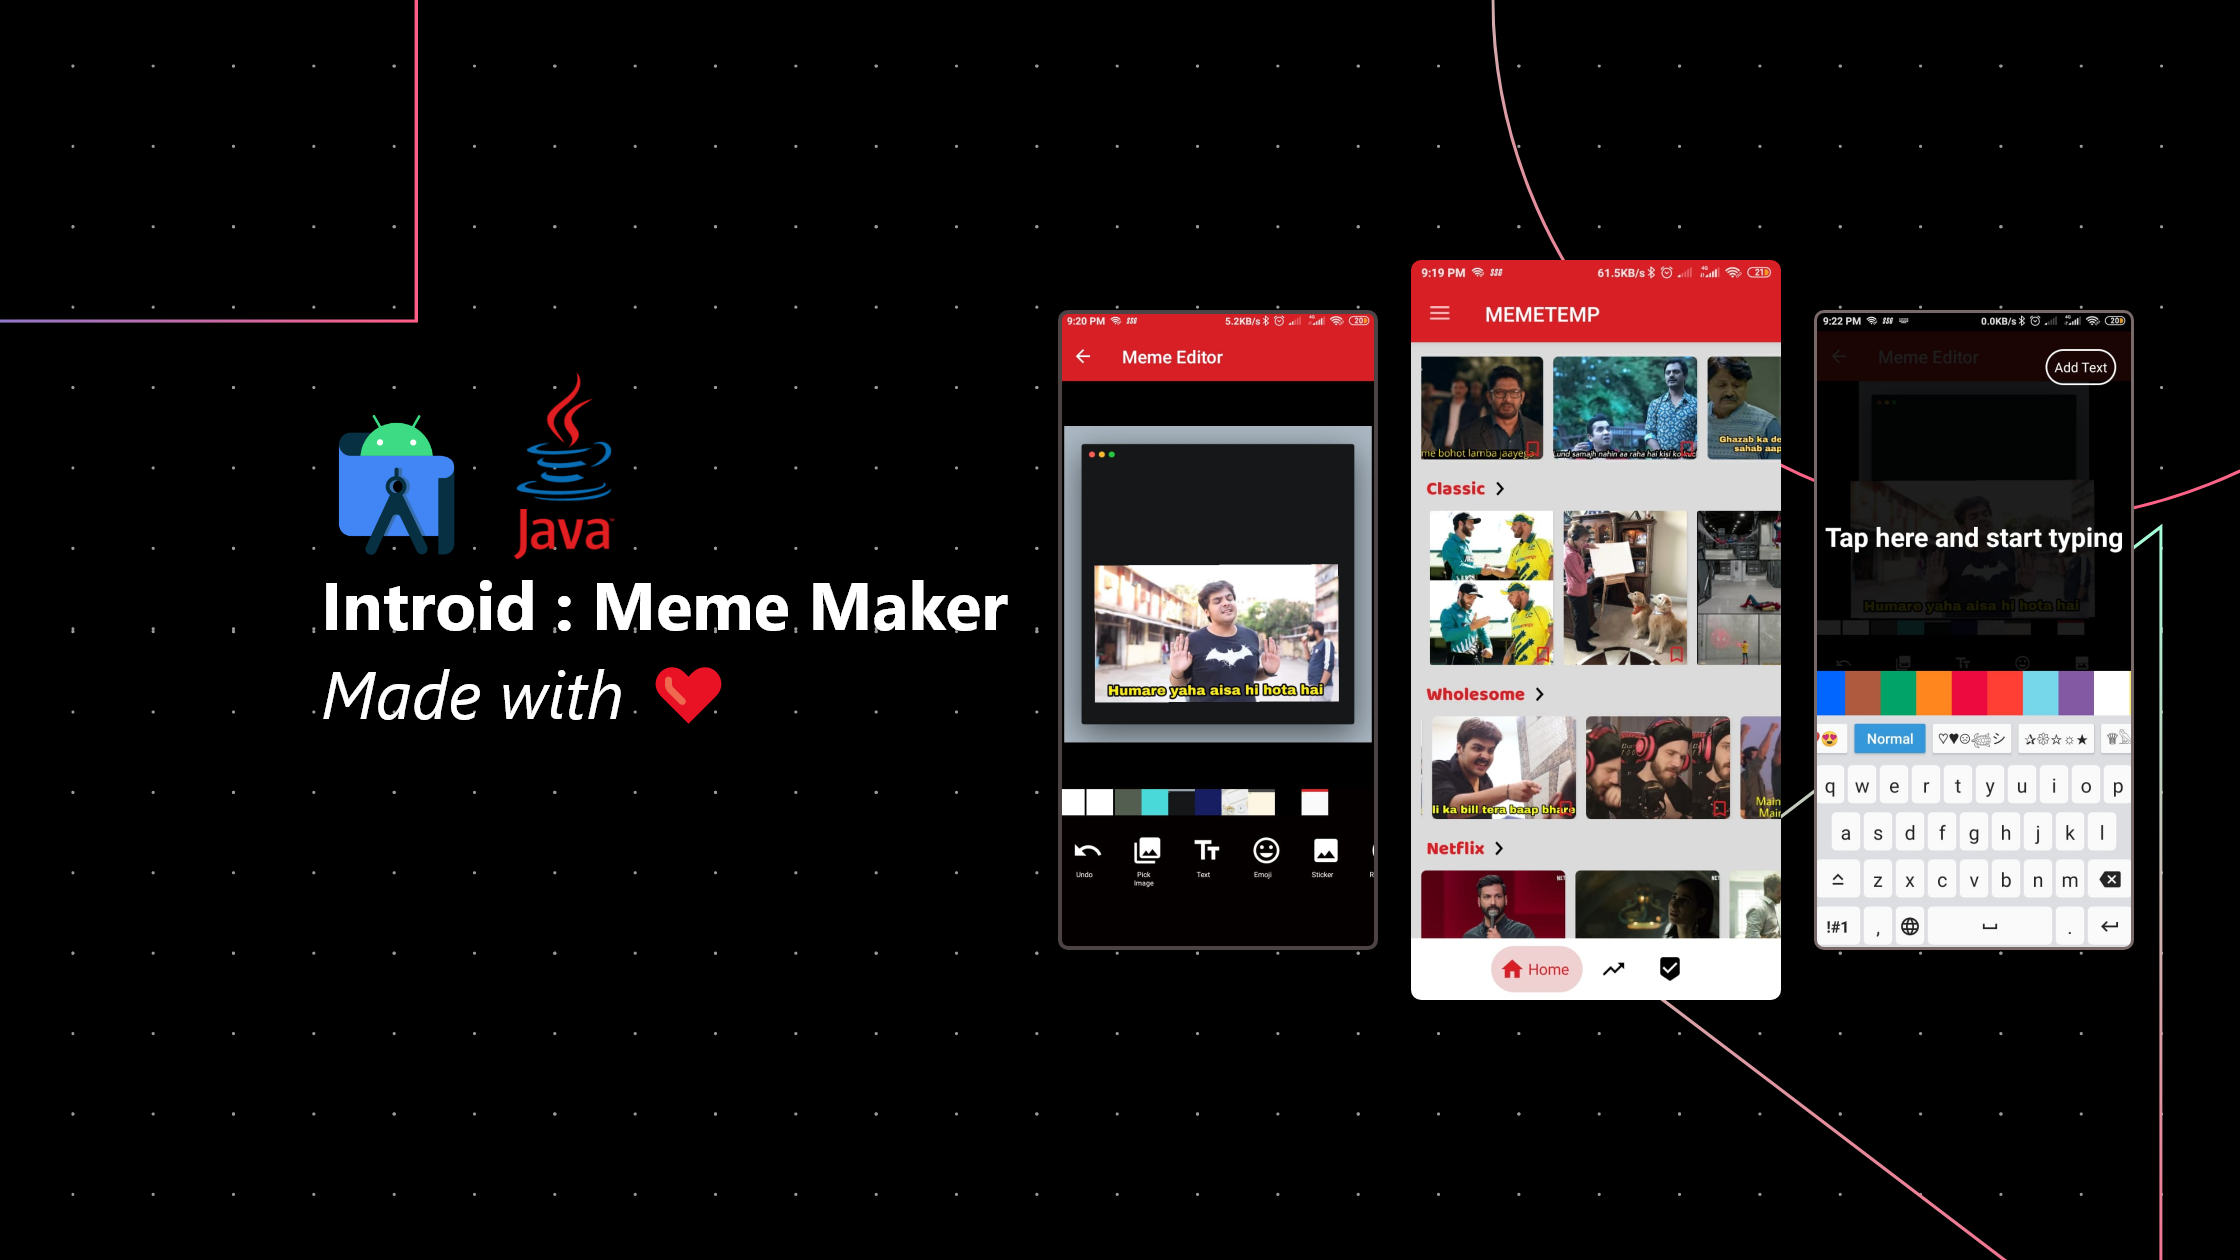 Java
Introid : Meme Maker
Made with
9:20 PM
5.2KB/s
20
Meme Editor
Humare yaha aisa hi hota hai
Undo
Pick
Image
Text
Emoji
Sticker
9:19 PM
61.5KB/s
4G
21
MEMETEMP
me bohot lamba jaayega
samajh nahin aa raha hai kisi ko
Ghazab ka de
sahab aap
Classic
Wholesome
li ka bill tera baap bhare
Main
Mai
Netflix
NET
Home
9:22 PM
0.0KB/s
20
Meme Editor
Add Text
Tap here and start typing
Humare yaha aisa hi hota hai
Normal
q w e r t y u i o p
a s d f g h j k l
z x c v b n m
!#1 , .